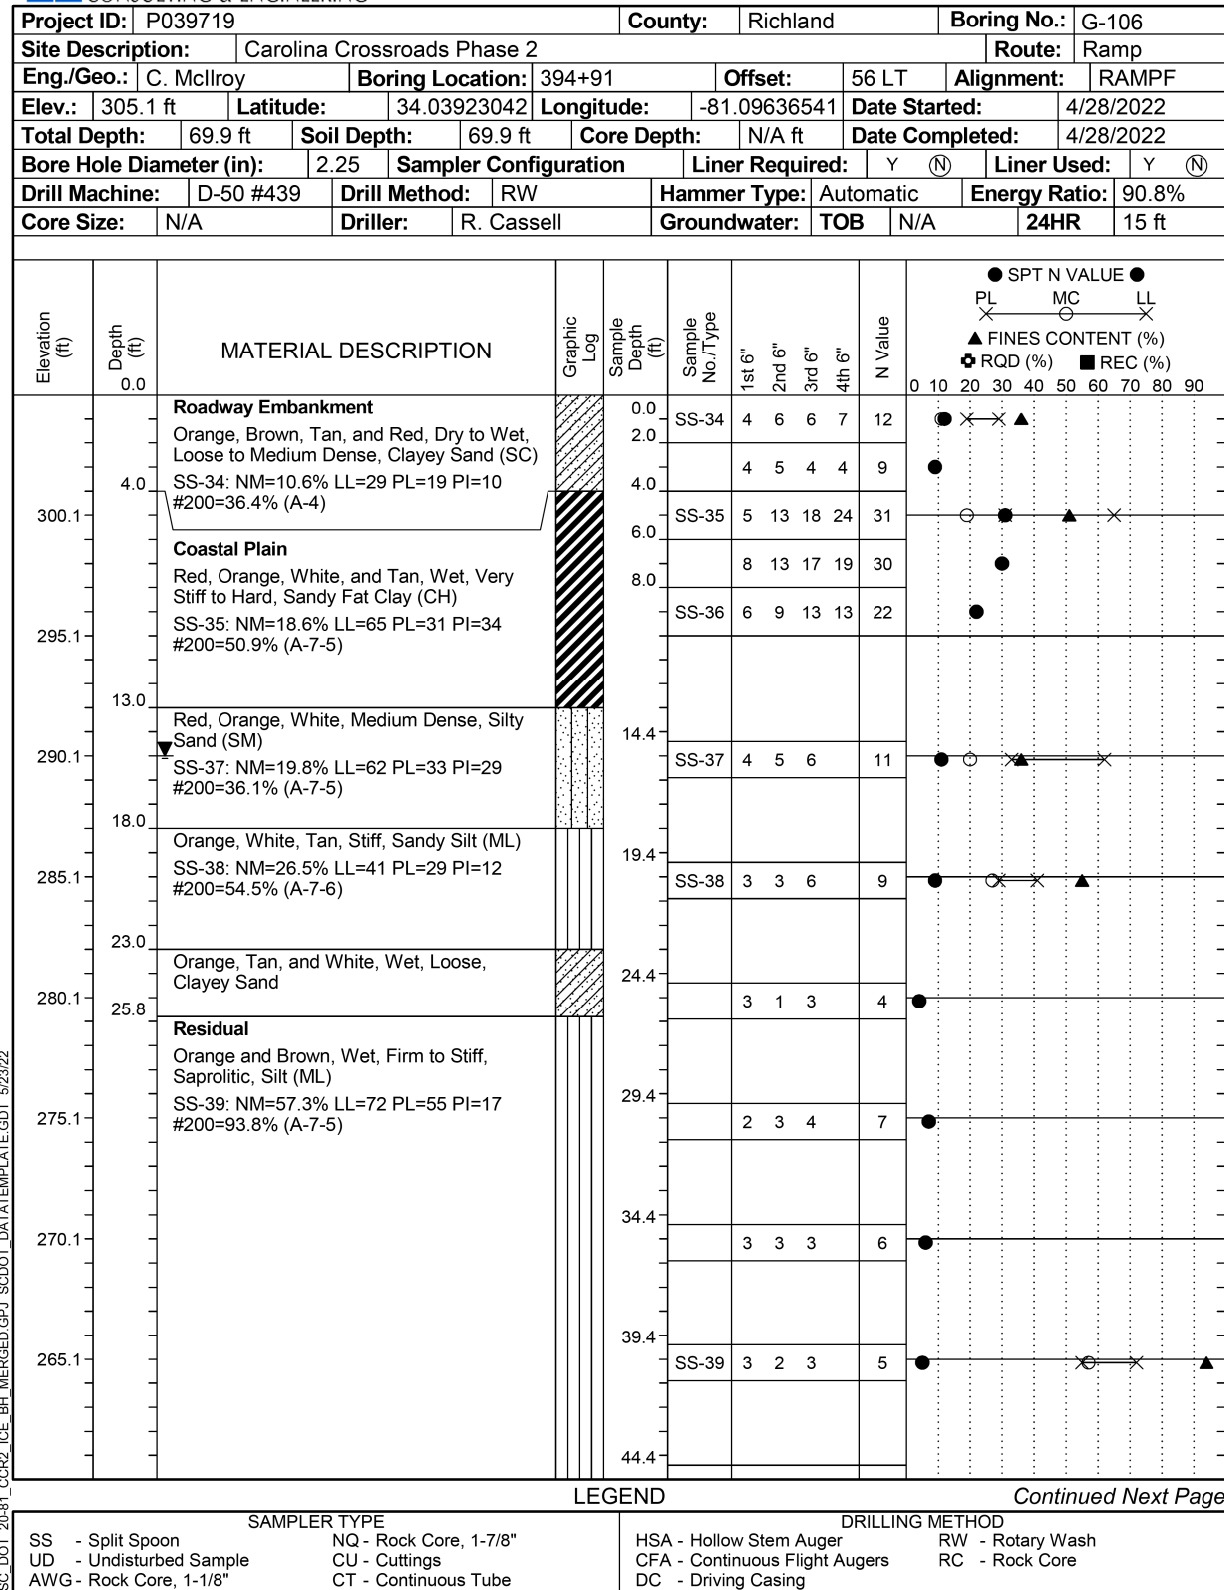 Project ID: P039719 County: Richland Boring No.: G-106
Site Description: Carolina Crossroads Phase 2 Route: Ramp
Eng./Geo.: C. McIlroy Boring Location: 394+91 Offset: 56 LT Alignment: RAMPF
Elev.: 305.1 ft Latitude: 34.03923042 Longitude: -81.09636541 Date Started: 4/28/2022
Total Depth: 69.9 ft Soil Depth: 69.9 ft Core Depth: N/A ft Date Completed: 4/28/2022
Bore Hole Diameter (in): 2.25 Sampler Configuration Liner Required: Y N Liner Used: Y N
Drill Machine: D-50 #439 Drill Method: RW Hammer Type: Automatic Energy Ratio: 90.8%
Core Size: N/A Driller: R. Cassell Groundwater: TOB N/A 24HR 15 ft
Elevation (ft)
Depth (ft)
0.0
MATERIAL DESCRIPTION
Graphic Log
Sample Depth (ft)
Sample No./Type
1st 6"
2nd 6"
3rd 6"
4th 6"
N Value
SPT N VALUE
PL MC LL
FINES CONTENT (%)
RQD (%) REC (%)
0 10 20 30 40 50 60 70 80 90
Roadway Embankment
Orange, Brown, Tan, and Red, Dry to Wet,
Loose to Medium Dense, Clayey Sand (SC)
SS-34: NM=10.6% LL=29 PL=19 PI=10
#200=36.4% (A-4)
4.0
0.0
2.0
SS-34 4 6 6 7 12
4 5 4 4 9
4.0
300.1
SS-35 5 13 18 24 31
6.0
Coastal Plain
Red, Orange, White, and Tan, Wet, Very
Stiff to Hard, Sandy Fat Clay (CH)
SS-35: NM=18.6% LL=65 PL=31 PI=34
#200=50.9% (A-7-5)
8 13 17 19 30
8.0
SS-36 6 9 13 13 22
295.1
13.0
Red, Orange, White, Medium Dense, Silty
Sand (SM)
SS-37: NM=19.8% LL=62 PL=33 PI=29
#200=36.1% (A-7-5)
14.4
290.1
SS-37 4 5 6 11
18.0
Orange, White, Tan, Stiff, Sandy Silt (ML)
SS-38: NM=26.5% LL=41 PL=29 PI=12
#200=54.5% (A-7-6)
19.4
285.1
SS-38 3 3 6 9
23.0
Orange, Tan, and White, Wet, Loose,
Clayey Sand
24.4
280.1
25.8
3 1 3 4
Residual
Orange and Brown, Wet, Firm to Stiff,
Saprolitic, Silt (ML)
SS-39: NM=57.3% LL=72 PL=55 PI=17
#200=93.8% (A-7-5)
29.4
275.1
2 3 4 7
34.4
270.1
3 3 3 6
39.4
265.1
SS-39 3 2 3 5
44.4
SC_DOT 20-81_CCR2_ICE_BH_MERGED.GPJ SCDOT_DATATEMPLATE.GDT 5/23/22
LEGEND
Continued Next Page
SAMPLER TYPE
SS - Split Spoon NQ - Rock Core, 1-7/8"
UD - Undisturbed Sample CU - Cuttings
AWG - Rock Core, 1-1/8" CT - Continuous Tube
DRILLING METHOD
HSA - Hollow Stem Auger RW - Rotary Wash
CFA - Continuous Flight Augers RC - Rock Core
DC - Driving Casing